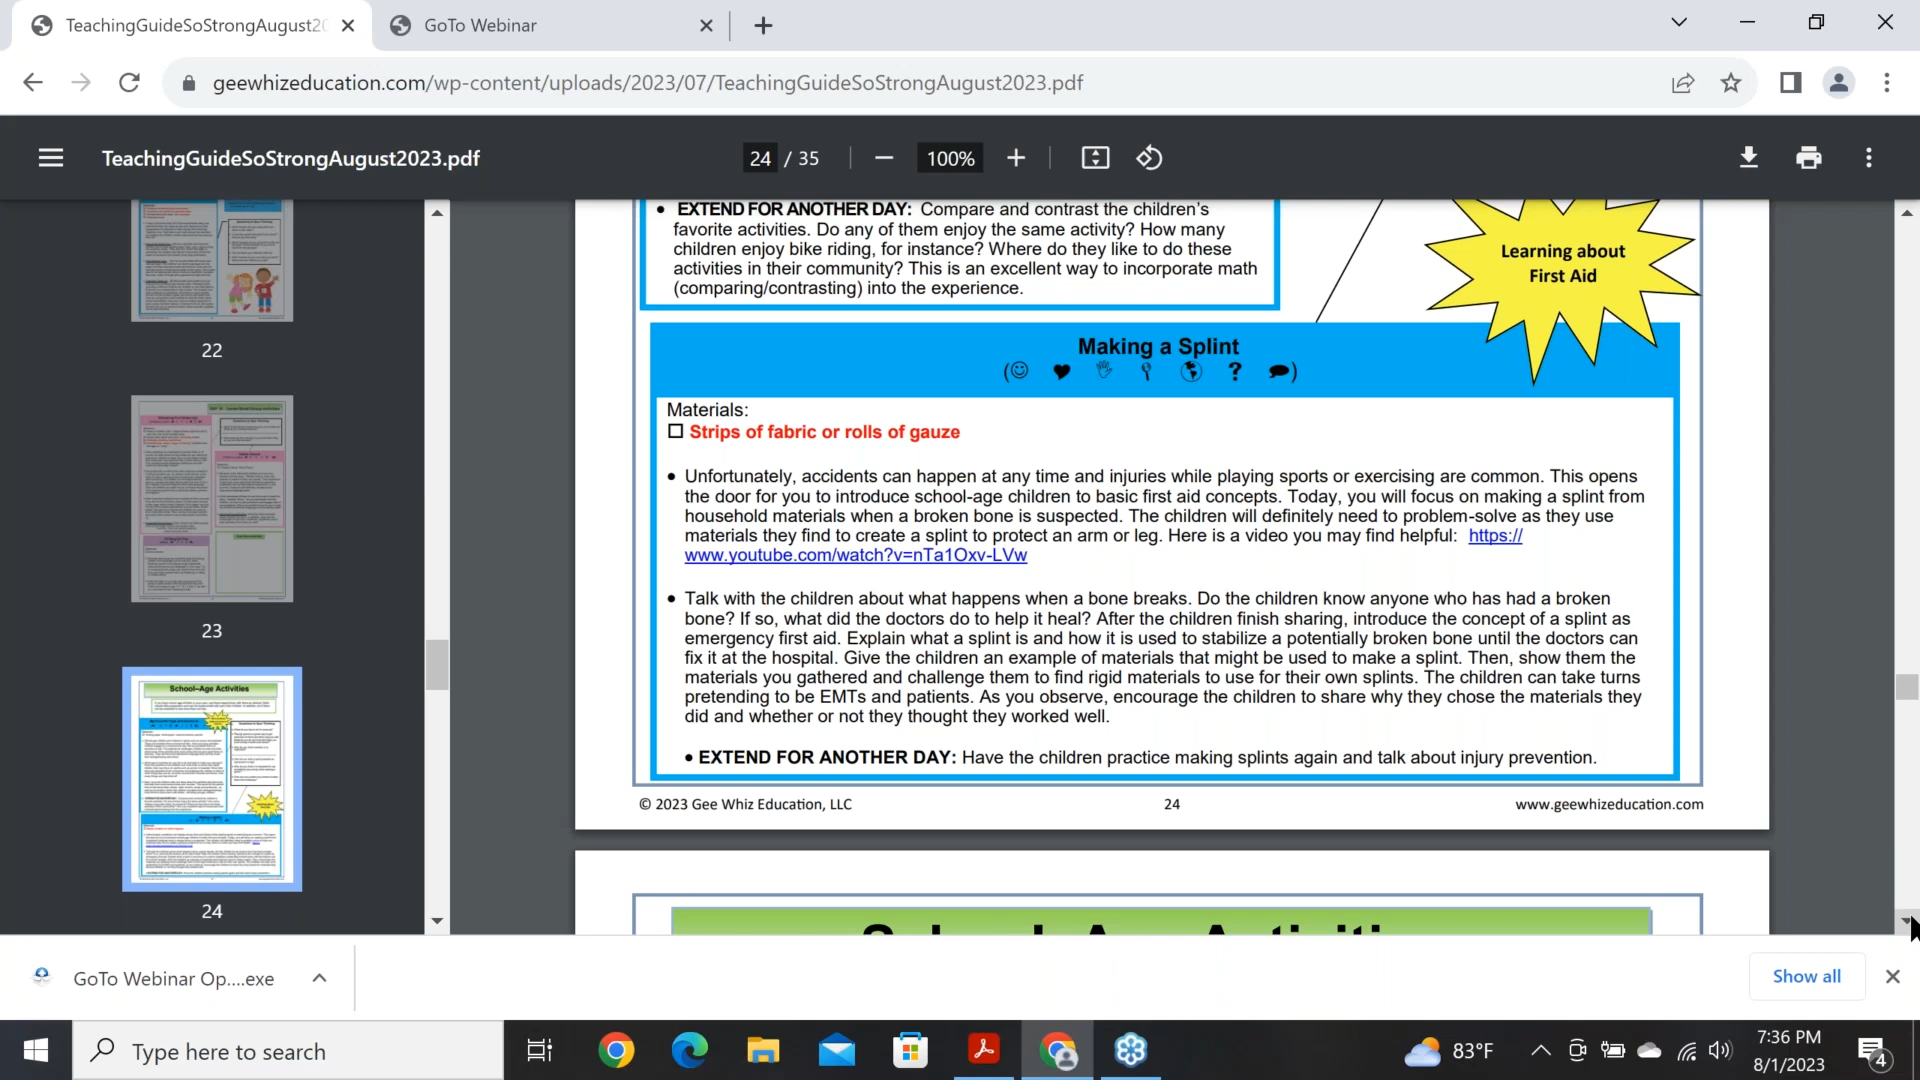 TeachingGuideSoStrongAugust20
GoTo Webinar
geewhizeducation.com/wp-content/uploads/2023/07/TeachingGuideSoStrongAugust2023.pdf
TeachingGuideSoStrongAugust2023.pdf
24 / 35
100%
22
23
School-Age Activities
24
EXTEND FOR ANOTHER DAY: Compare and contrast the children's
favorite activities. Do any of them enjoy the same activity? How many
children enjoy bike riding, for instance? Where do they like to do these
activities in their community? This is an excellent way to incorporate math
(comparing/contrasting) into the experience.
Learning about
First Aid
Making a Splint
Materials:
Strips of fabric or rolls of gauze
Unfortunately, accidents can happen at any time and injuries while playing sports or exercising are common. This opens
the door for you to introduce school-age children to basic first aid concepts. Today, you will focus on making a splint from
household materials when a broken bone is suspected. The children will definitely need to problem-solve as they use
materials they find to create a splint to protect an arm or leg. Here is a video you may find helpful: https://
www.youtube.com/watch?v=nTa1Oxv-LVw
Talk with the children about what happens when a bone breaks. Do the children know anyone who has had a broken
bone? If so, what did the doctors do to help it heal? After the children finish sharing, introduce the concept of a splint as
emergency first aid. Explain what a splint is and how it is used to stabilize a potentially broken bone until the doctors can
fix it at the hospital. Give the children an example of materials that might be used to make a splint. Then, show them the
materials you gathered and challenge them to find rigid materials to use for their own splints. The children can take turns
pretending to be EMTs and patients. As you observe, encourage the children to share why they chose the materials they
did and whether or not they thought they worked well.
EXTEND FOR ANOTHER DAY: Have the children practice making splints again and talk about injury prevention.
© 2023 Gee Whiz Education, LLC
24
www.geewhizeducation.com
School-Age Activities
GoTo Webinar Op....exe
Show all
Type here to search
83°F
7:36 PM
8/1/2023
4